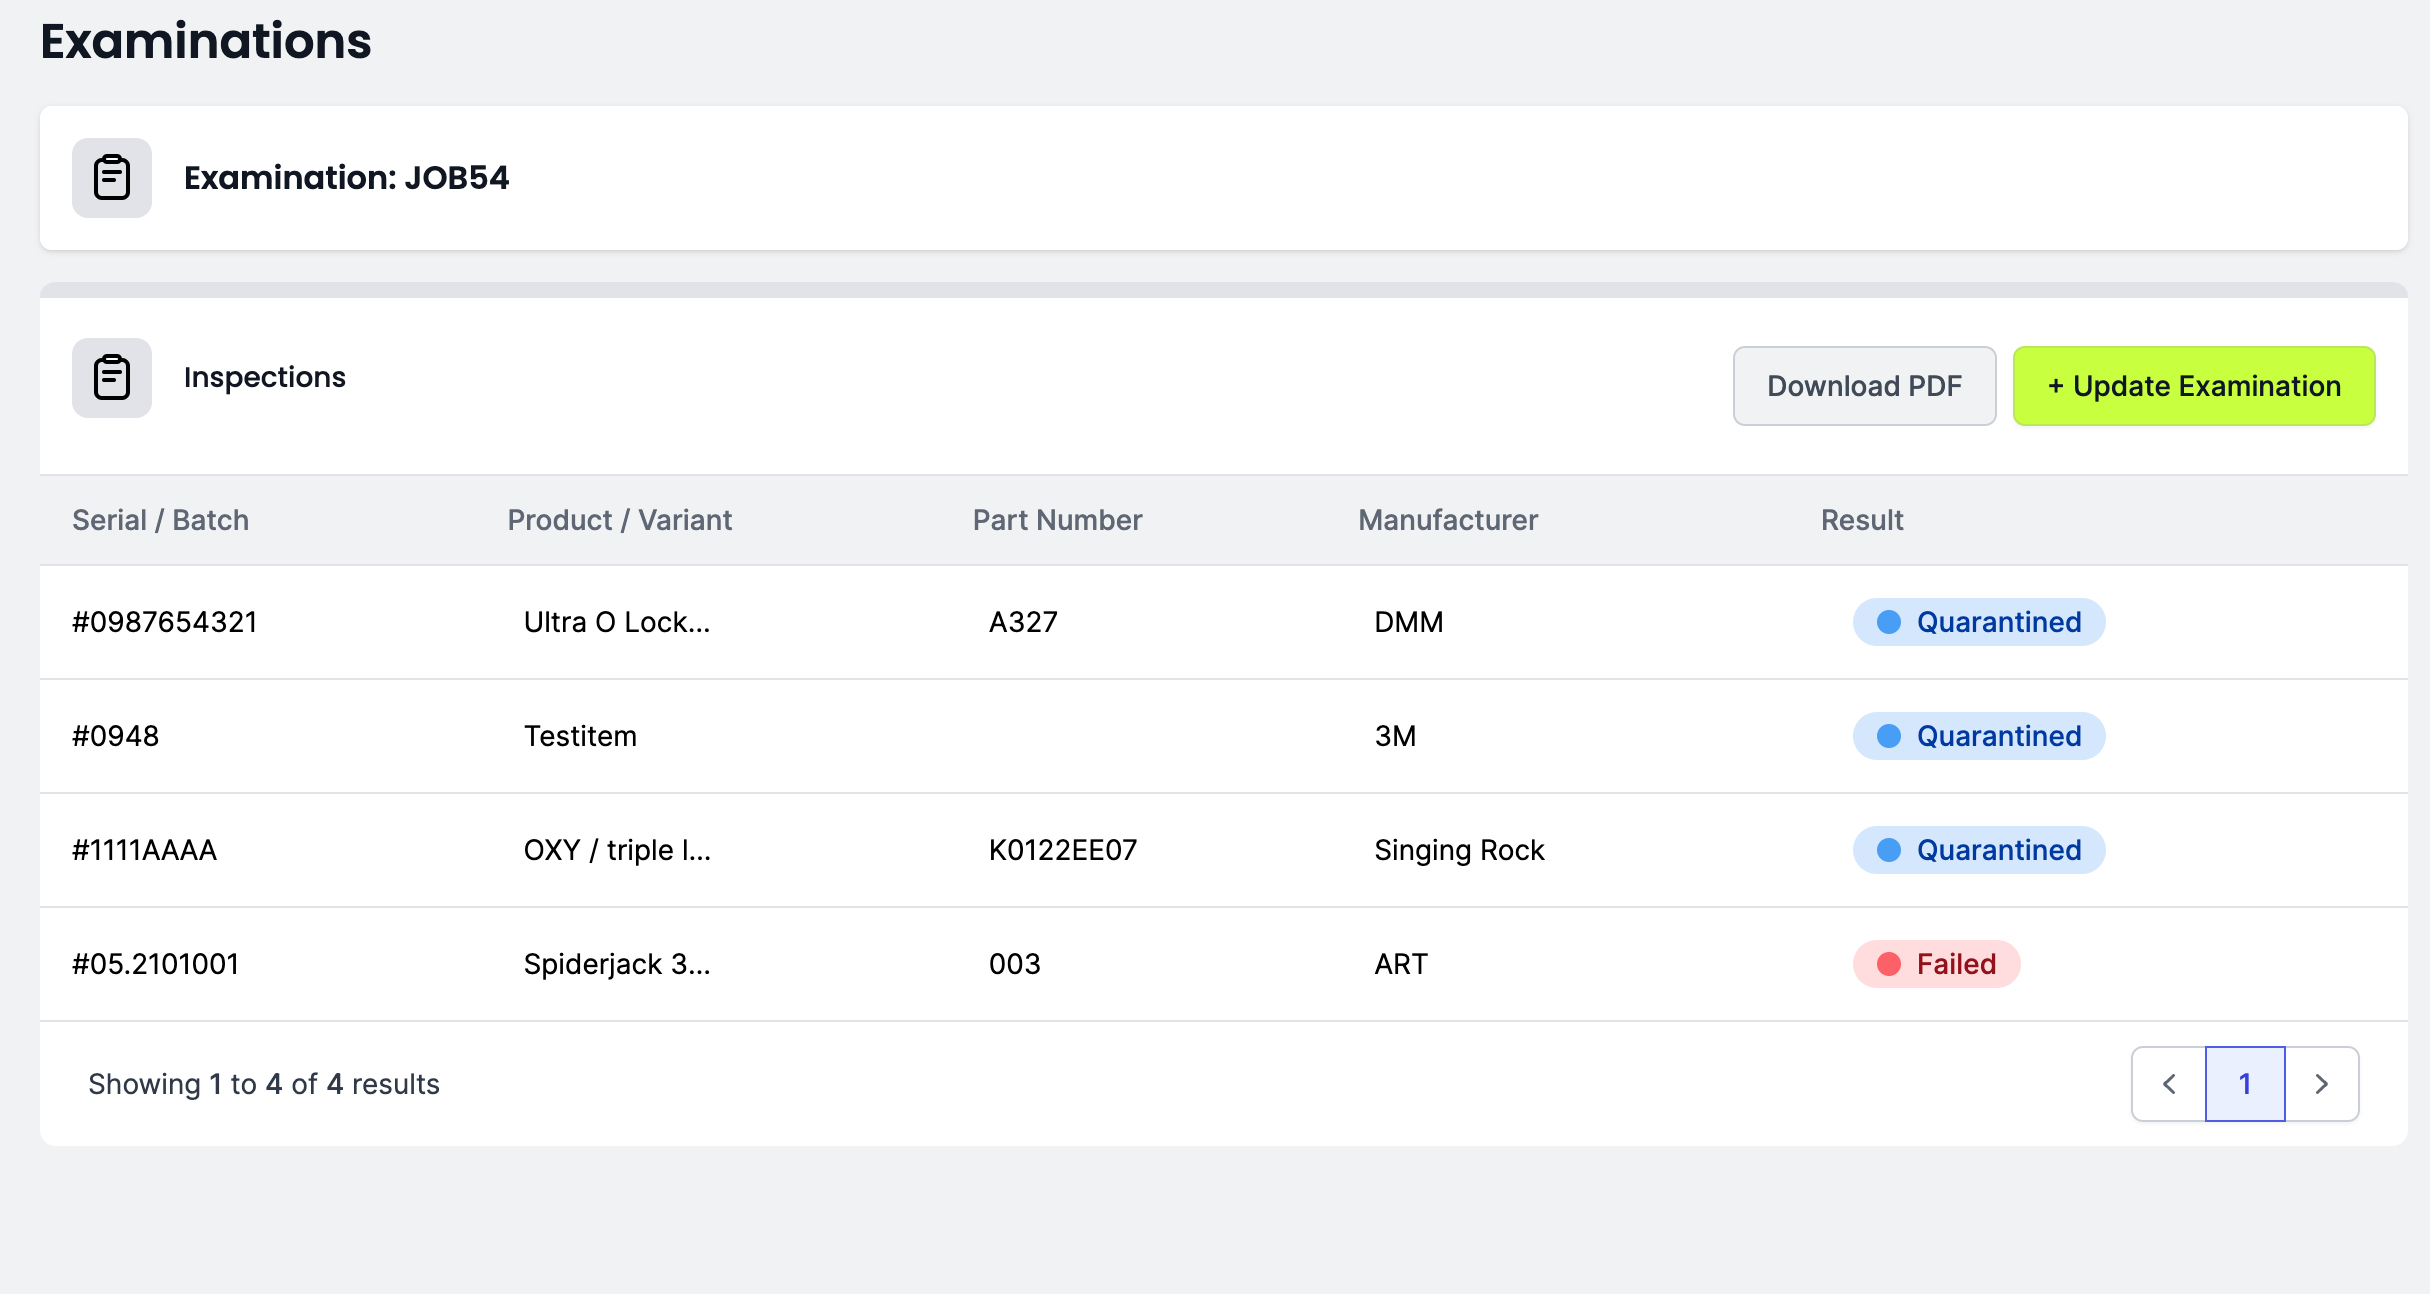 Examinations
Examination: JOB54
Inspections
Download PDF
+ Update Examination
Serial / Batch Product / Variant Part Number Manufacturer Result
#0987654321 Ultra O Lock... A327 DMM Quarantined
#0948 Testitem 3M Quarantined
#1111AAAA OXY / triple l... K0122EE07 Singing Rock Quarantined
#05.2101001 Spiderjack 3... 003 ART Failed
Showing 1 to 4 of 4 results
1